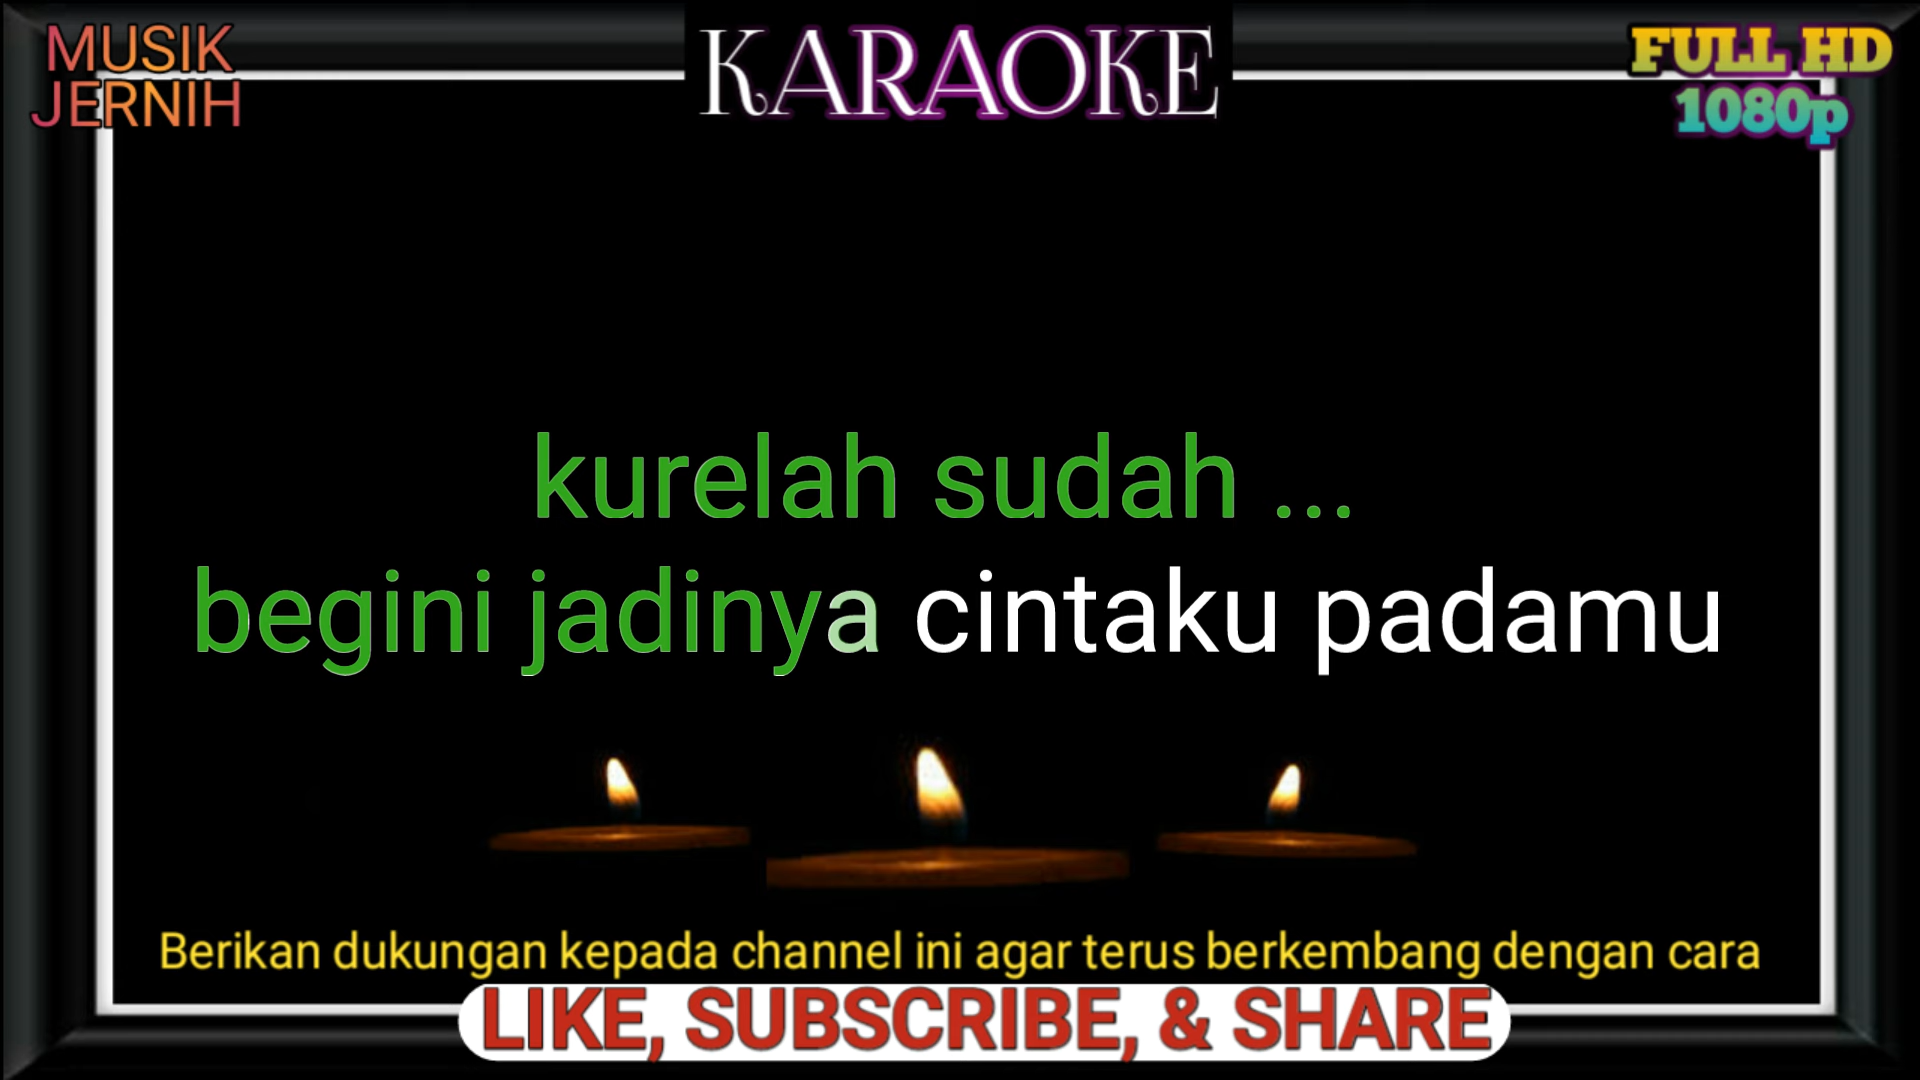 MUSIK
JERNIH
KARAOKE
FULL HD
1080p
kurelah sudah ...
begini jadinya cintaku padamu
Berikan dukungan kepada channel ini agar terus berkembang dengan cara
LIKE, SUBSCRIBE, & SHARE